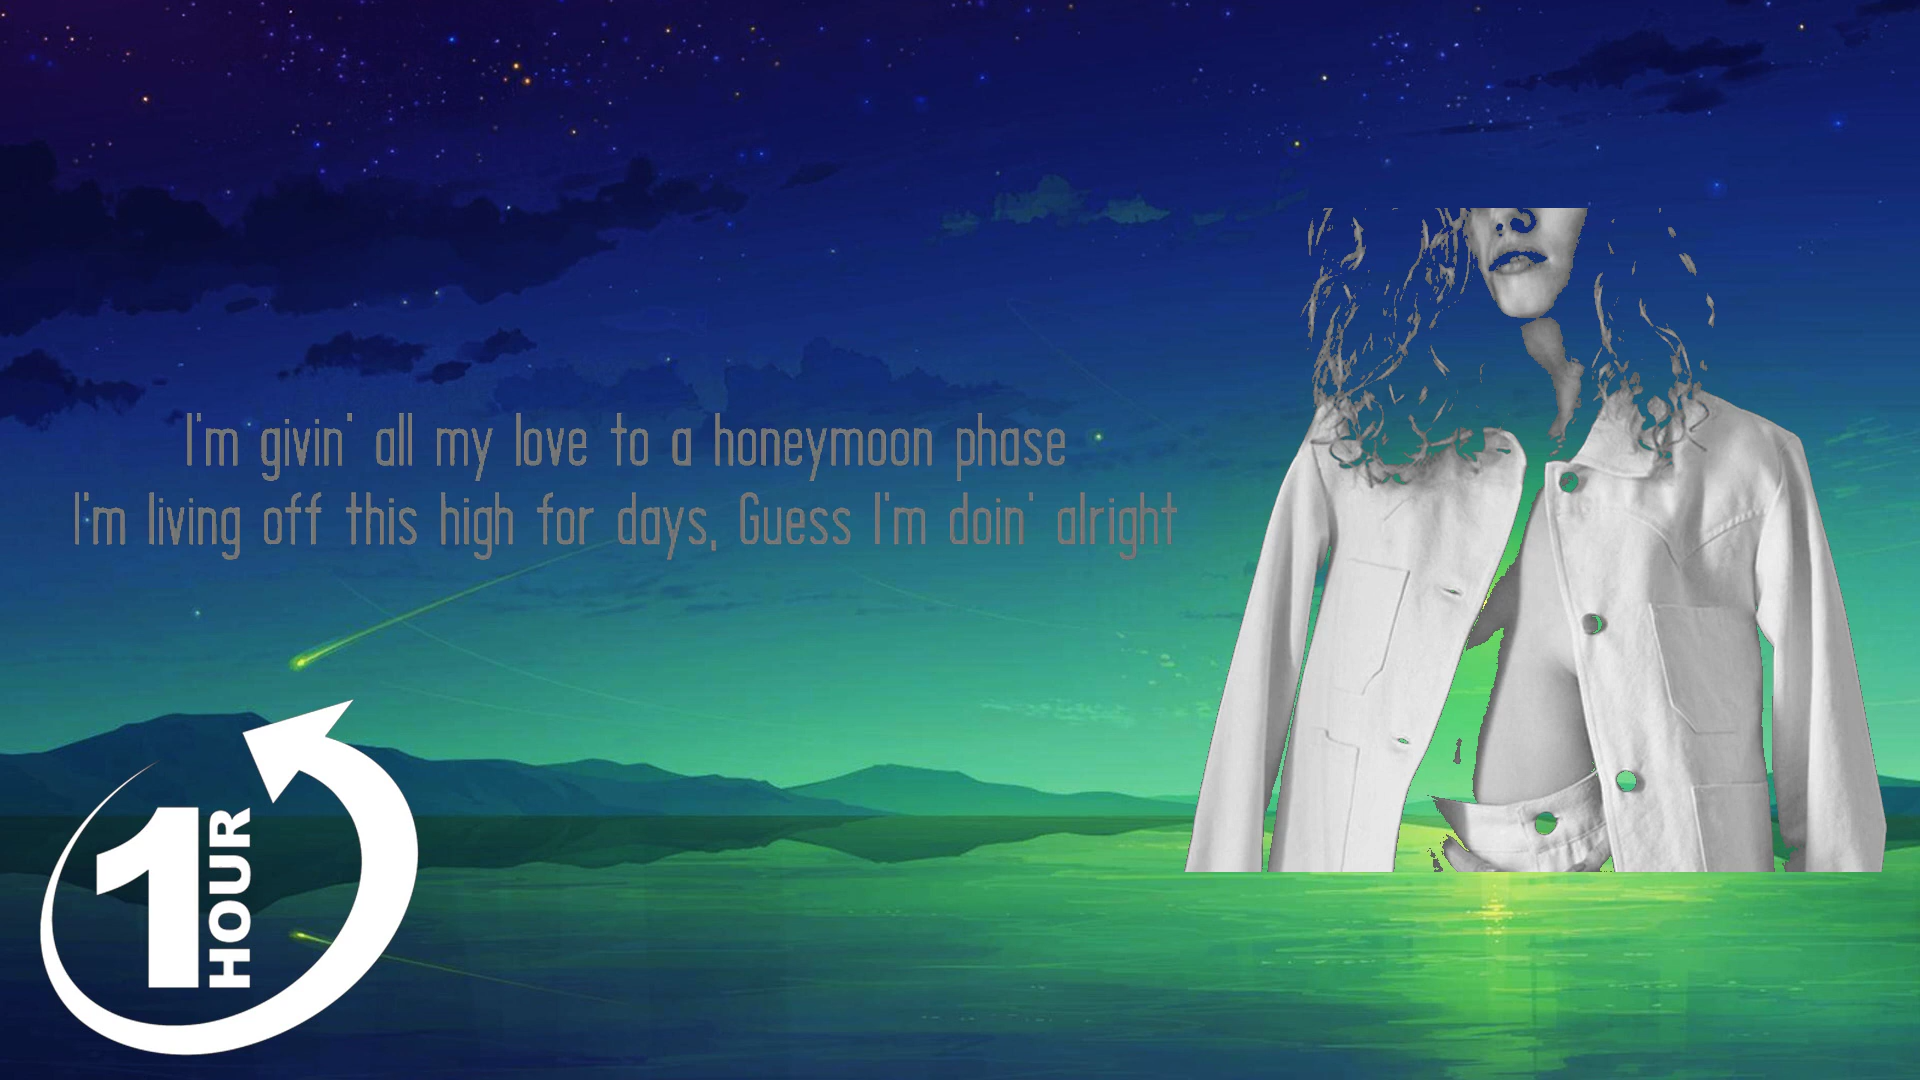 I'm givin' all my love to a honeymoon phase
I'm living off this high for days, Guess I'm doin' alright
1
HOUR